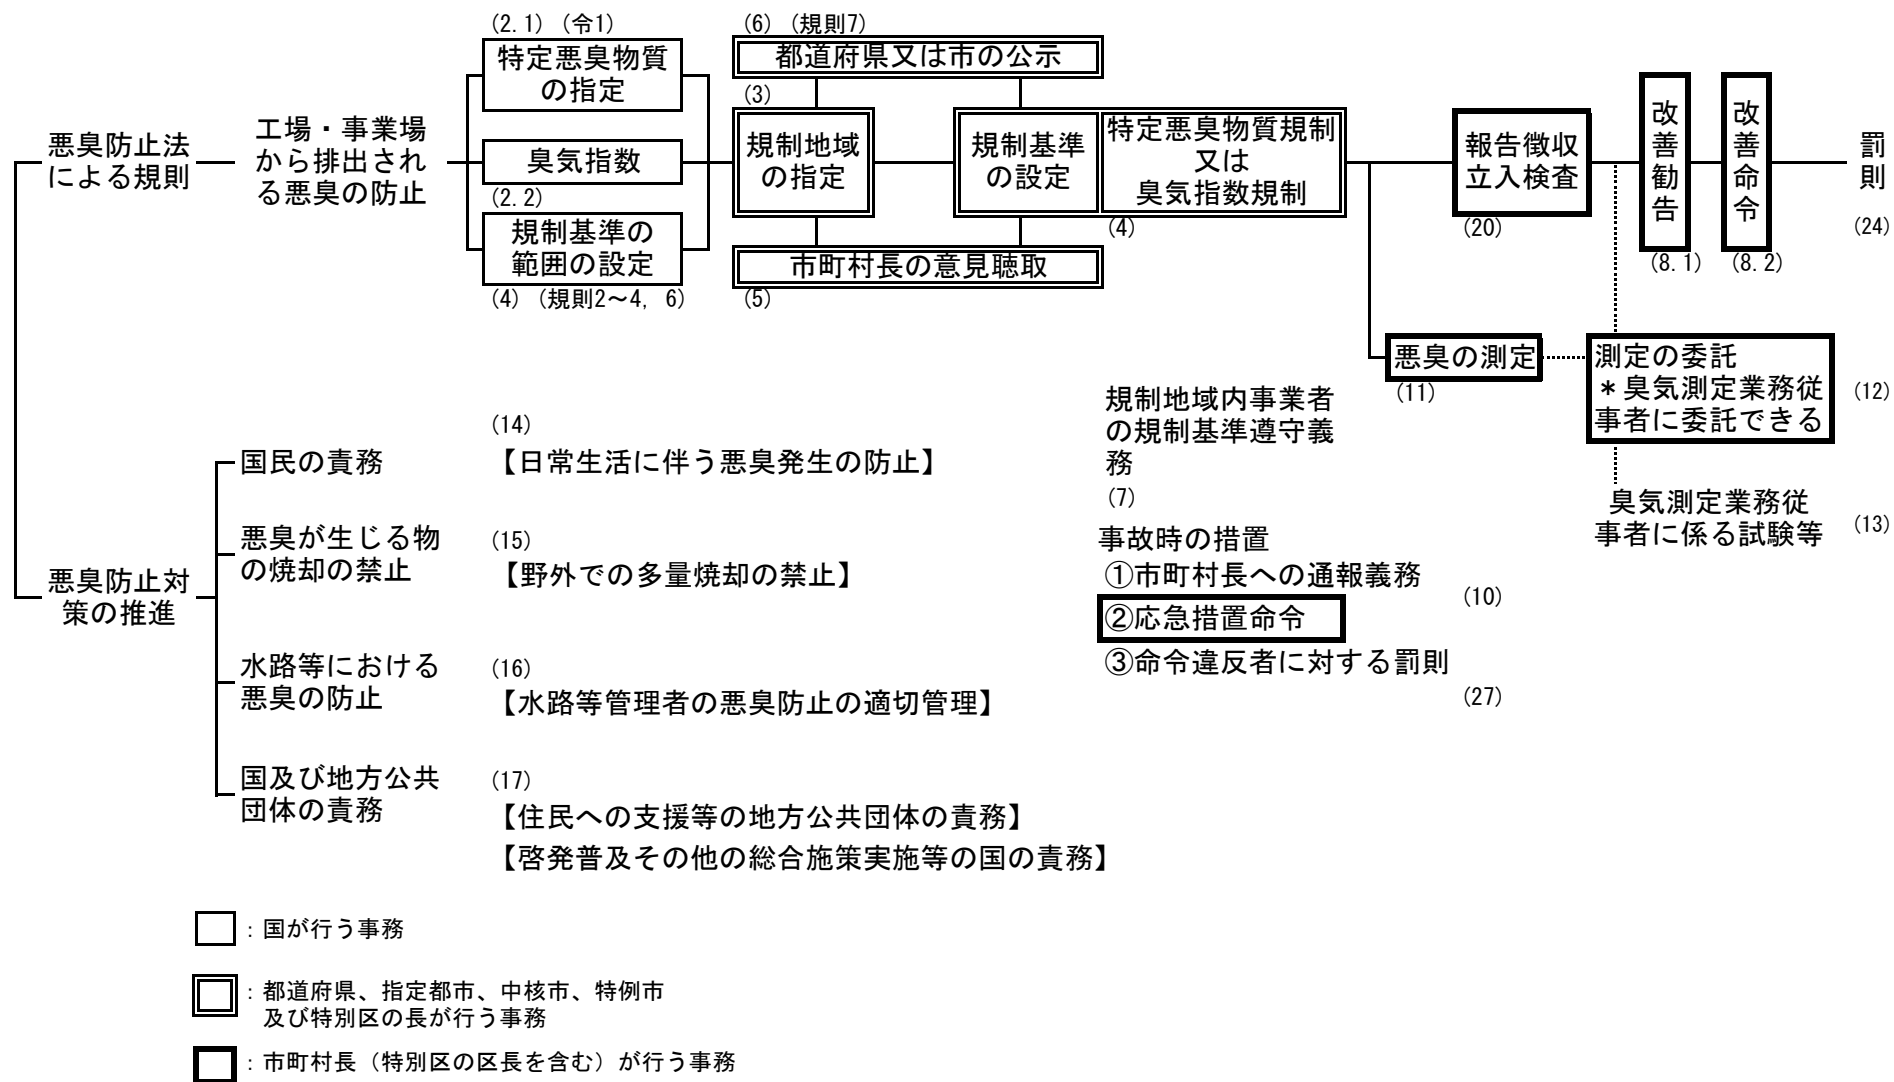 (2.1) (令1)
特定悪臭物質
の指定
臭気指数
(2.2)
規制基準の
範囲の設定
(4) (規則2～4, 6)
(6) (規則7)
都道府県又は市の公示
(3)
規制地域
の指定
規制基準
の設定
特定悪臭物質規制
又は
臭気指数規制
(4)
市町村長の意見聴取
(5)
悪臭防止法
による規則
工場・事業場
から排出され
る悪臭の防止
報告徴収
立入検査
(20)
改善勧告
(8.1)
改善命令
(8.2)
罰則
(24)
悪臭の測定
(11)
測定の委託
＊臭気測定業務従
事者に委託できる
(12)
臭気測定業務従
事者に係る試験等
(13)
規制地域内事業者
の規制基準遵守義
務
(7)
事故時の措置
①市町村長への通報義務
(10)
②応急措置命令
③命令違反者に対する罰則
(27)
悪臭防止対
策の推進
国民の責務
(14)
【日常生活に伴う悪臭発生の防止】
悪臭が生じる物
の焼却の禁止
(15)
【野外での多量焼却の禁止】
水路等における
悪臭の防止
(16)
【水路等管理者の悪臭防止の適切管理】
国及び地方公共
団体の責務
(17)
【住民への支援等の地方公共団体の責務】
【啓発普及その他の総合施策実施等の国の責務】
：国が行う事務
：都道府県、指定都市、中核市、特例市
及び特別区の長が行う事務
：市町村長（特別区の区長を含む）が行う事務